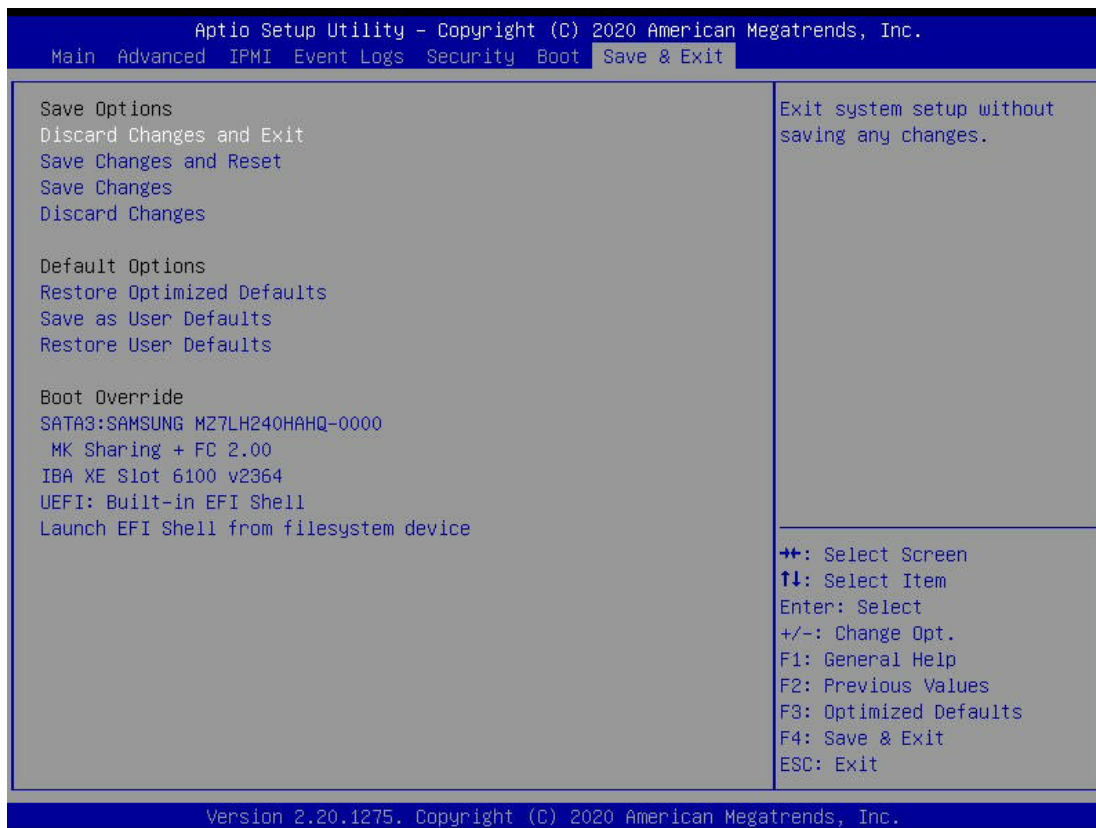 Aptio Setup Utility – Copyright (C) 2020 American Megatrends, Inc.
Main Advanced IPMI Event Logs Security Boot Save & Exit
Save Options
Discard Changes and Exit
Save Changes and Reset
Save Changes
Discard Changes
Default Options
Restore Optimized Defaults
Save as User Defaults
Restore User Defaults
Boot Override
SATA3:SAMSUNG MZ7LH240HAHQ-0000
MK Sharing + FC 2.00
IBA XE Slot 6100 v2364
UEFI: Built-in EFI Shell
Launch EFI Shell from filesystem device
Exit system setup without
saving any changes.
→←: Select Screen
↑↓: Select Item
Enter: Select
+/-: Change Opt.
F1: General Help
F2: Previous Values
F3: Optimized Defaults
F4: Save & Exit
ESC: Exit
Version 2.20.1275. Copyright (C) 2020 American Megatrends, Inc.